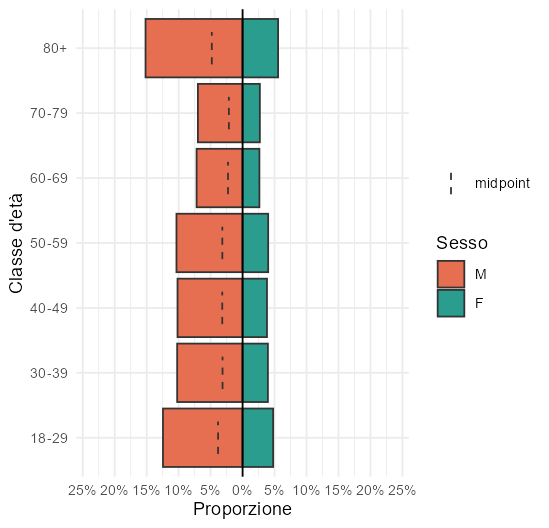 80+
70-79
60-69
50-59
40-49
30-39
18-29
Classe d'età
25% 20% 15% 10% 5% 0% 5% 10% 15% 20% 25%
Proporzione
midpoint
Sesso
M
F